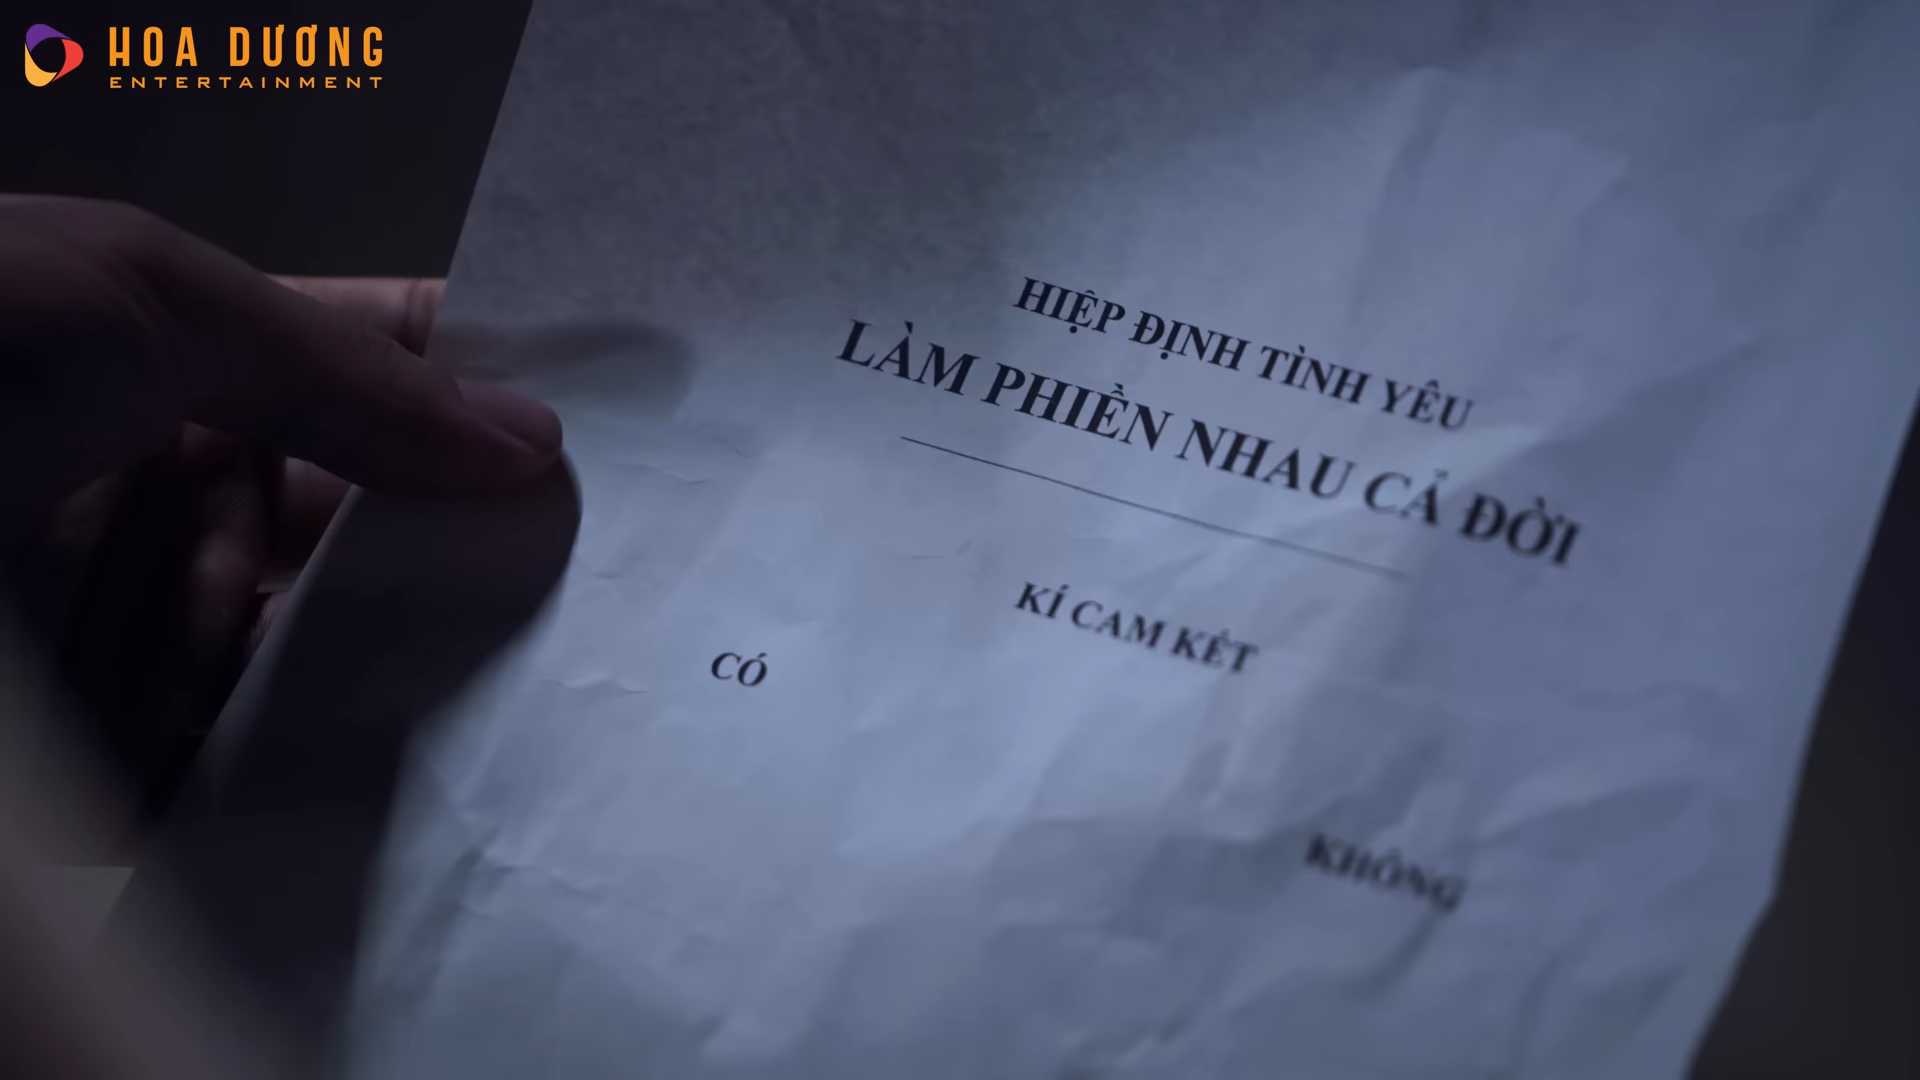 HOA DƯƠNG
ENTERTAINMENT
HIỆP ĐỊNH TÌNH YÊU
LÀM PHIỀN NHAU CẢ ĐỜI
KÍ CAM KẾT
CÓ
KHÔNG